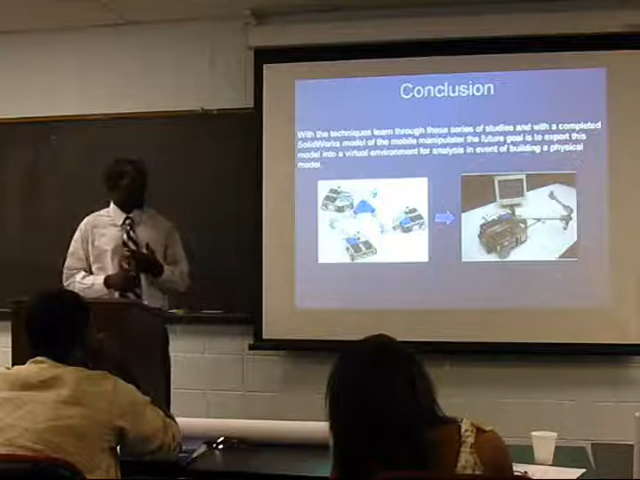 Conclusion
With the techniques learn through these series of studies and with a completed
SolidWorks model of the mobile manipulator the future goal is to export this
model into a virtual environment for analysis in event of building a physical
model.